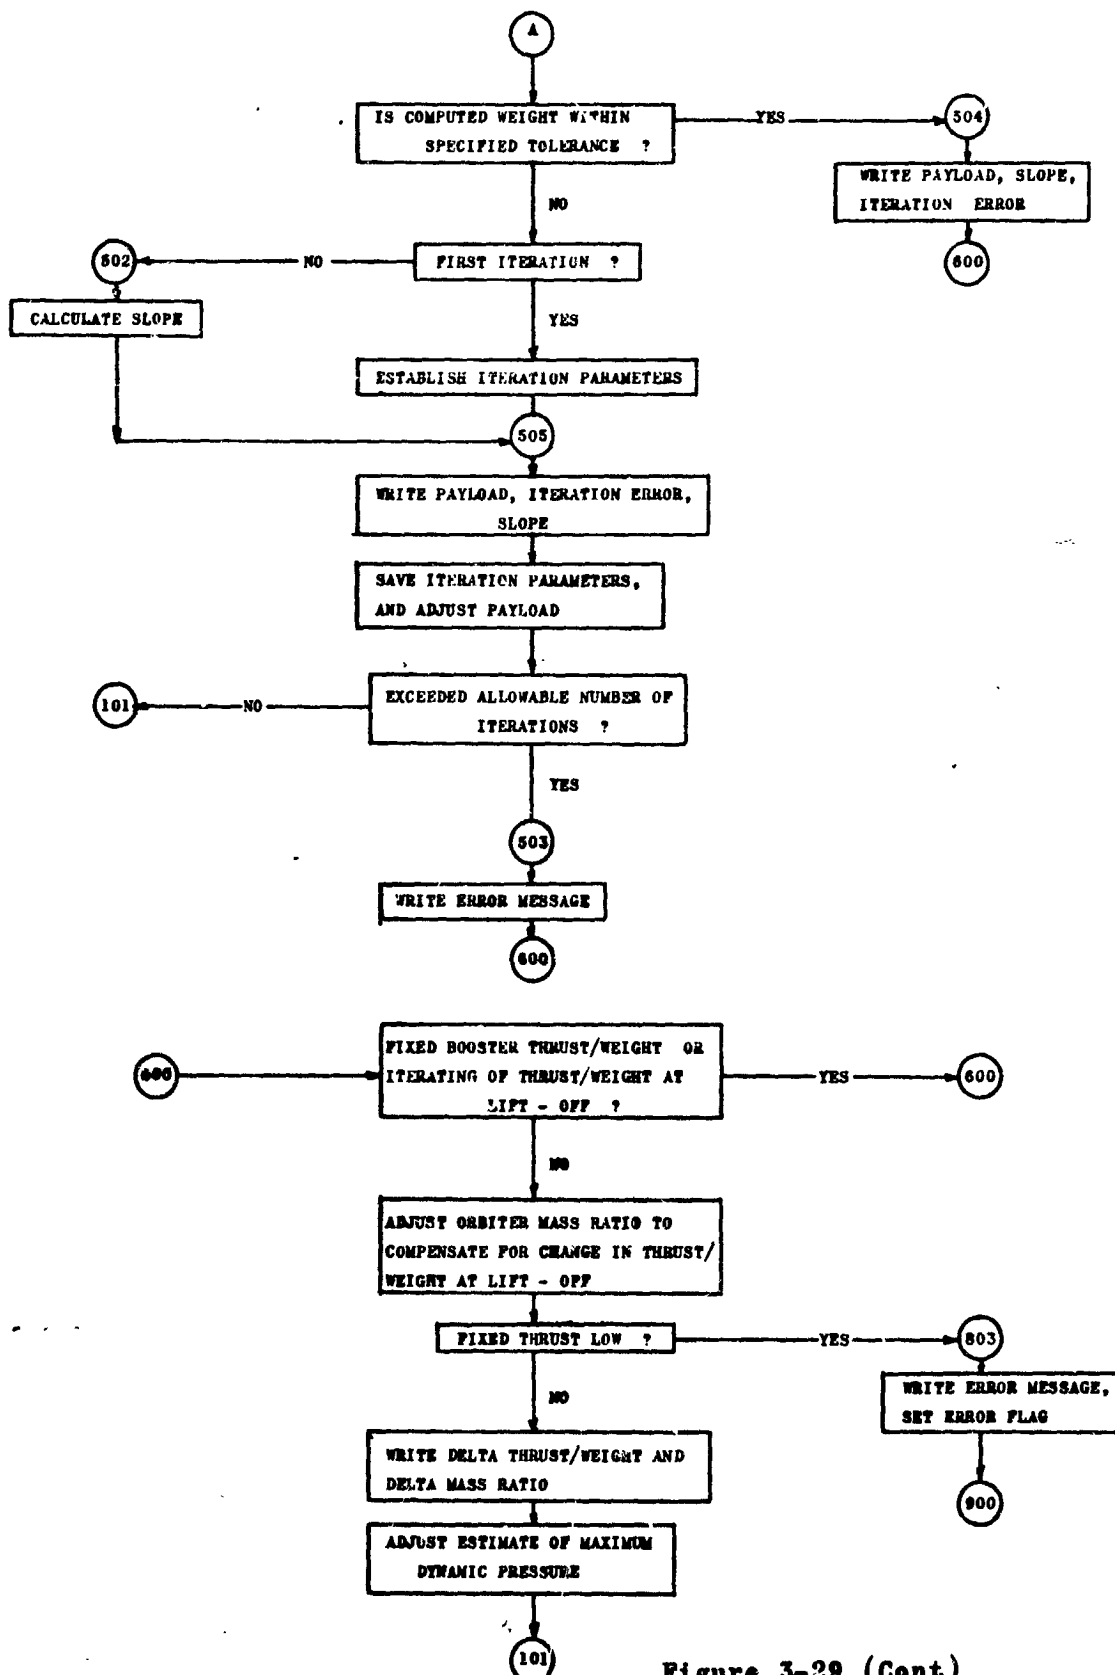 A
IS COMPUTED WEIGHT WITHIN
SPECIFIED TOLERANCE ?
YES
504
WRITE PAYLOAD, SLOPE,
ITERATION ERROR
600
NO
FIRST ITERATION ?
NO
502
CALCULATE SLOPE
YES
ESTABLISH ITERATION PARAMETERS
505
WRITE PAYLOAD, ITERATION ERROR,
SLOPE
SAVE ITERATION PARAMETERS,
AND ADJUST PAYLOAD
EXCEEDED ALLOWABLE NUMBER OF
ITERATIONS ?
NO
101
YES
503
WRITE ERROR MESSAGE
600
FIXED BOOSTER THRUST/WEIGHT OR
ITERATING OF THRUST/WEIGHT AT
LIFT - OFF ?
YES
600
NO
ADJUST ORBITER MASS RATIO TO
COMPENSATE FOR CHANGE IN THRUST/
WEIGHT AT LIFT - OFF
FIXED THRUST LOW ?
YES
803
WRITE ERROR MESSAGE,
SET ERROR FLAG
900
NO
WRITE DELTA THRUST/WEIGHT AND
DELTA MASS RATIO
ADJUST ESTIMATE OF MAXIMUM
DYNAMIC PRESSURE
101
Figure 3-29 (Cont)